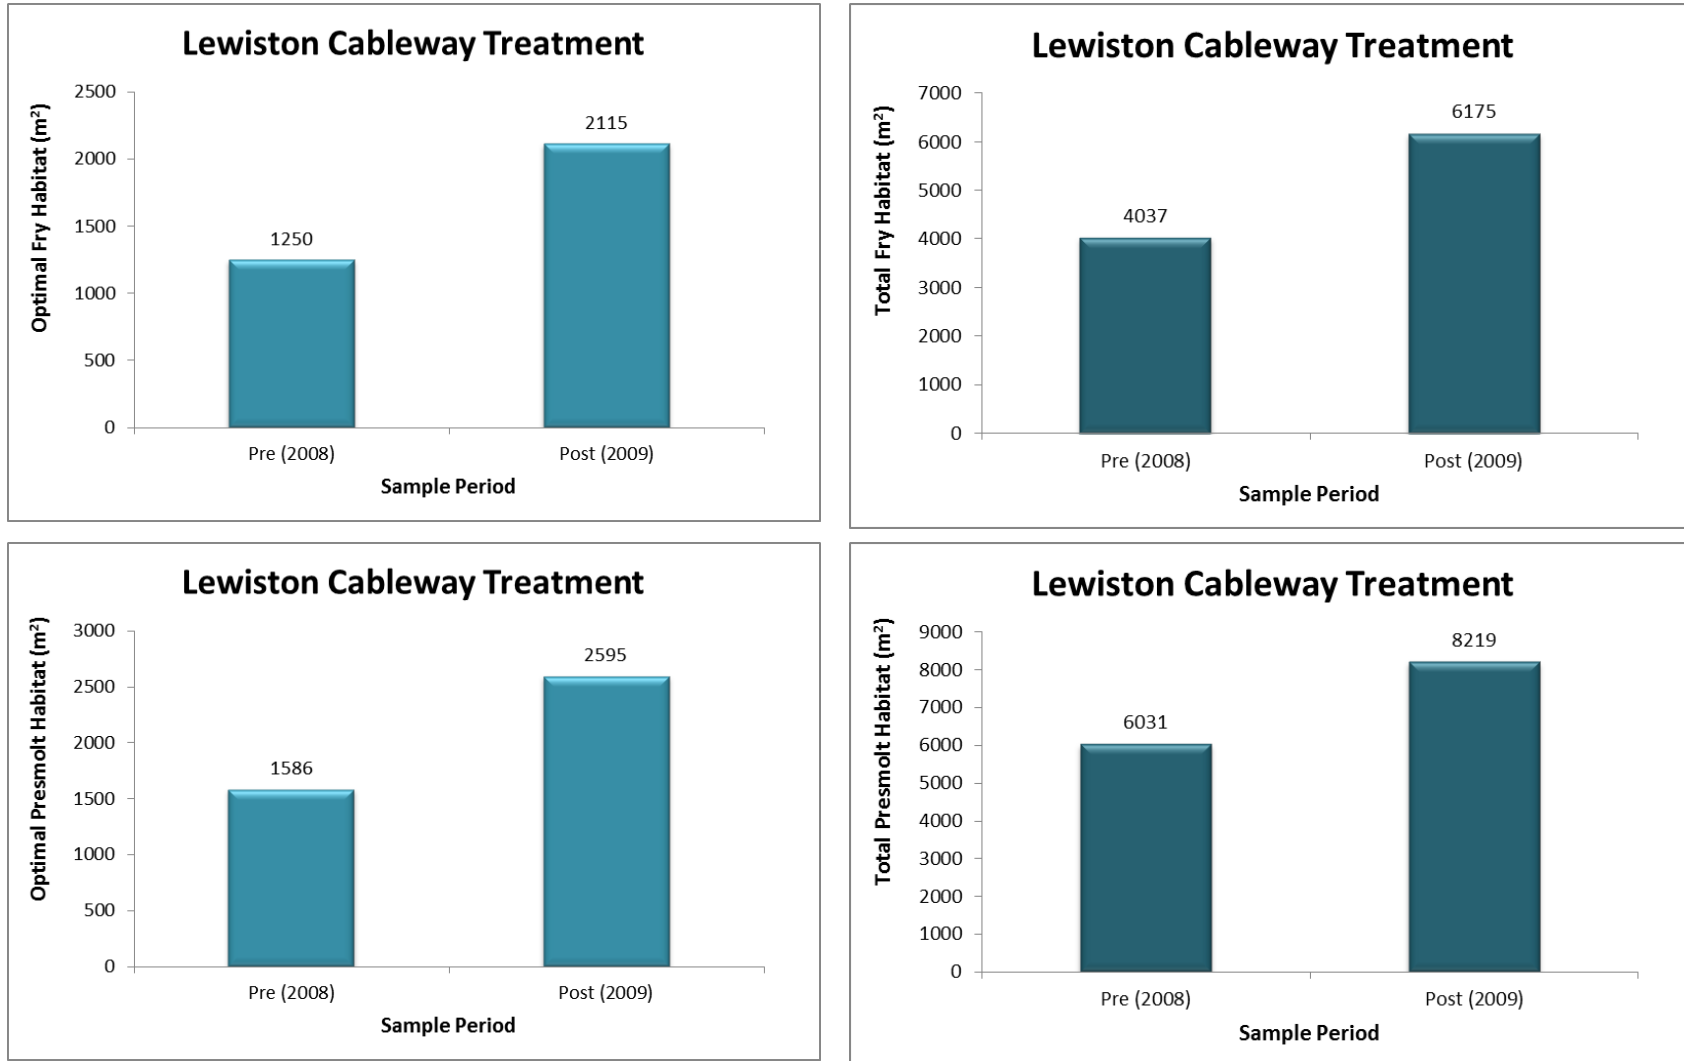 Lewiston Cableway Treatment
Optimal Fry Habitat (m²)
2500
2000
1500
1000
500
0
1250
2115
Pre (2008)
Post (2009)
Sample Period
Lewiston Cableway Treatment
Total Fry Habitat (m²)
7000
6000
5000
4000
3000
2000
1000
0
4037
6175
Pre (2008)
Post (2009)
Sample Period
Lewiston Cableway Treatment
Optimal Presmolt Habitat (m²)
3000
2500
2000
1500
1000
500
0
1586
2595
Pre (2008)
Post (2009)
Sample Period
Lewiston Cableway Treatment
Total Presmolt Habitat (m²)
9000
8000
7000
6000
5000
4000
3000
2000
1000
0
6031
8219
Pre (2008)
Post (2009)
Sample Period